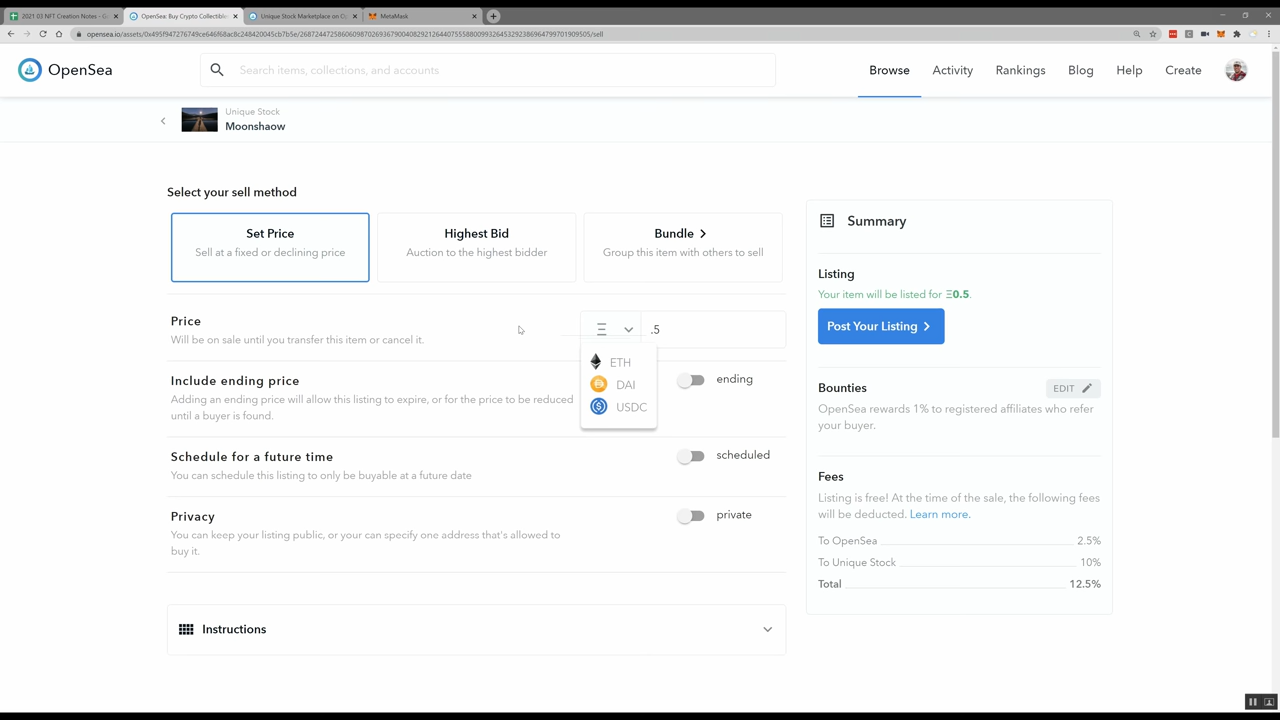 2021 03 NFT Creation Notes - G
OpenSea: Buy Crypto Collectible
Unique Stock Marketplace on O
MetaMask
opensea.io/assets/0x495f947276749ce646f68ac8c248420045cb7b5e/26872447258606098702693679004082921264407555880099326453292386964799701909505/sell
OpenSea
Search items, collections, and accounts
Browse
Activity
Rankings
Blog
Help
Create
Unique Stock
Moonshaow
Select your sell method
Set Price
Sell at a fixed or declining price
Highest Bid
Auction to the highest bidder
Bundle
Group this item with others to sell
Price
Will be on sale until you transfer this item or cancel it.
Ξ
.5
ETH
DAI
USDC
Include ending price
Adding an ending price will allow this listing to expire, or for the price to be reduced
until a buyer is found.
ending
Schedule for a future time
You can schedule this listing to only be buyable at a future date
scheduled
Privacy
You can keep your listing public, or your can specify one address that's allowed to
buy it.
private
Instructions
Summary
Listing
Your item will be listed for Ξ0.5.
Post Your Listing
Bounties
EDIT
OpenSea rewards 1% to registered affiliates who refer
your buyer.
Fees
Listing is free! At the time of the sale, the following fees
will be deducted. Learn more.
To OpenSea 2.5%
To Unique Stock 10%
Total 12.5%